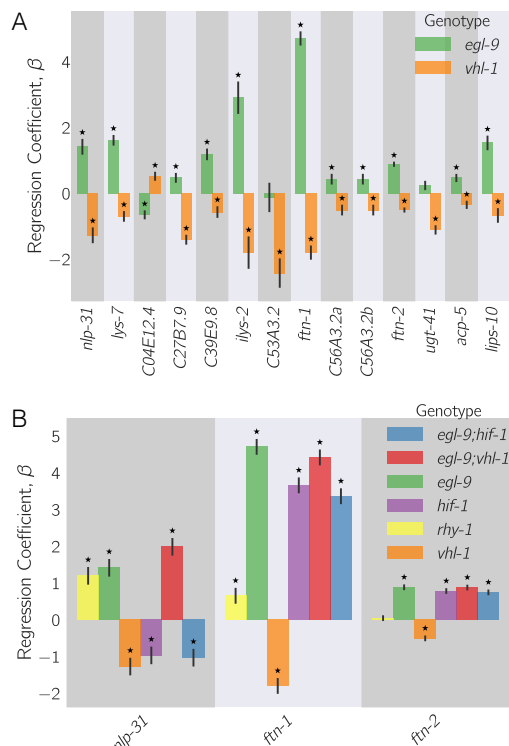 A
Genotype
egl-9
vhl-1
Regression Coefficient, β
4
2
0
−2
nlp-31
lys-7
C04E12.4
C27B7.9
C39E9.8
ilys-2
C53A3.2
ftn-1
C56A3.2a
C56A3.2b
ftn-2
ugt-41
acp-5
lips-10
B
Genotype
egl-9;hif-1
egl-9;vhl-1
egl-9
hif-1
rhy-1
vhl-1
Regression Coefficient, β
5
4
3
2
1
0
−1
−2
nlp-31
ftn-1
ftn-2